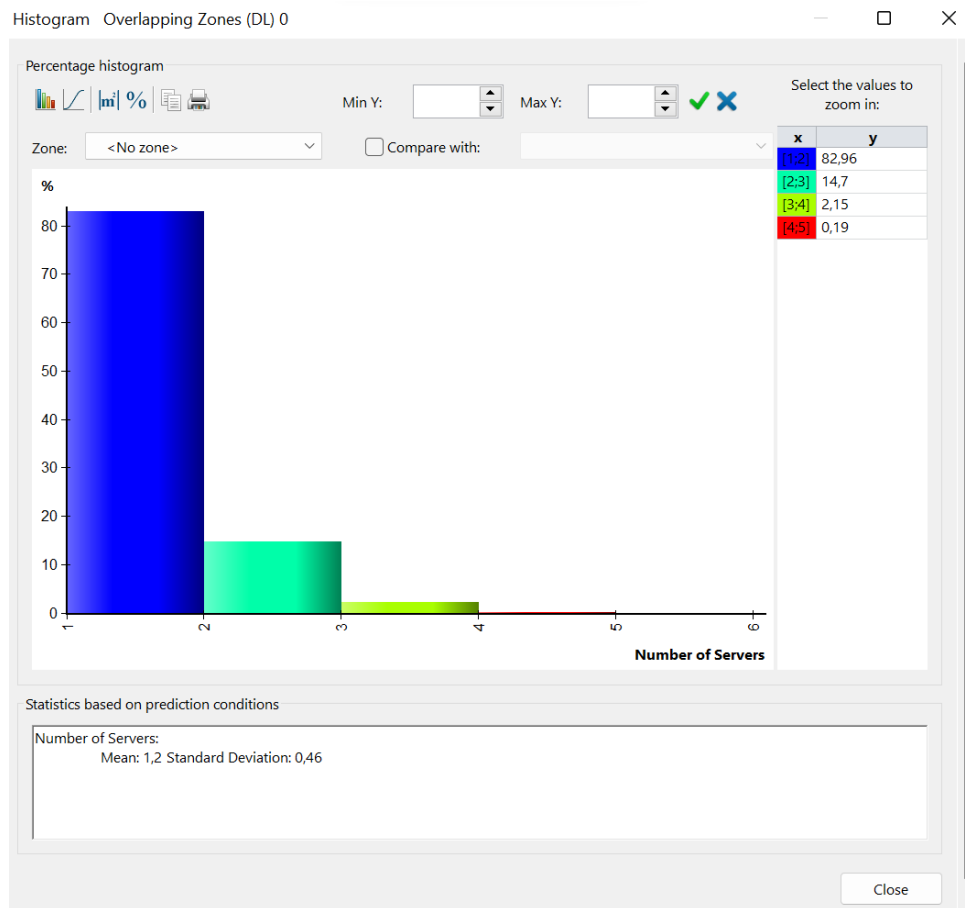 Histogram Overlapping Zones (DL) 0
Percentage histogram
Select the values to
zoom in:
|m²| %
Min Y:
Max Y:
Zone: <No zone>
Compare with:
x y
[1;2] 82,96
[2;3] 14,7
[3;4] 2,15
[4;5] 0,19
%
80
70
60
50
40
30
20
10
0
1 2 3 4 5 6
Number of Servers
Statistics based on prediction conditions
Number of Servers:
Mean: 1,2 Standard Deviation: 0,46
Close